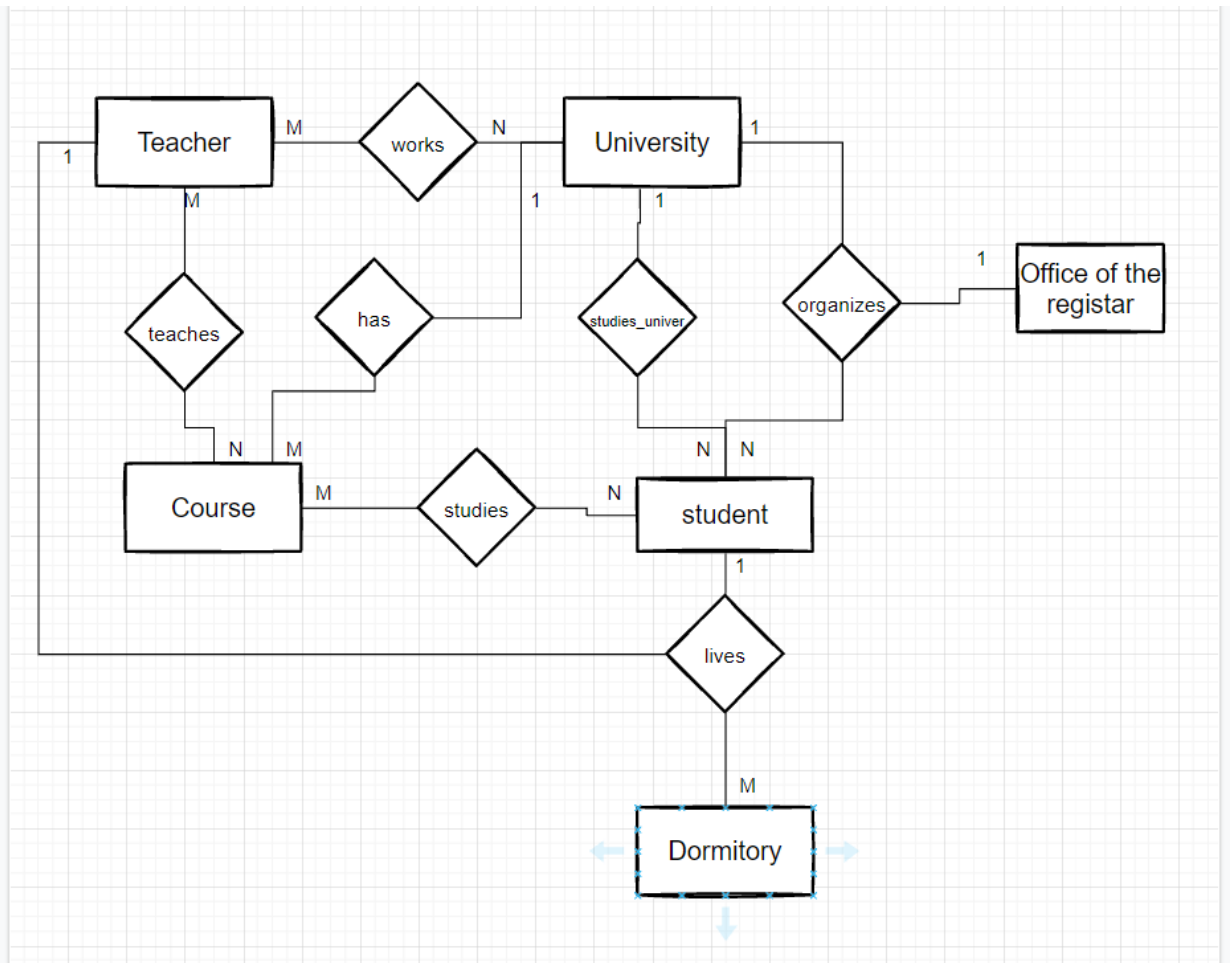 Teacher
M
works
N
University
1
1
M
1
1
1
Office of the
registar
teaches
has
studies_univer
organizes
N
M
N
N
Course
M
studies
N
student
1
lives
M
Dormitory